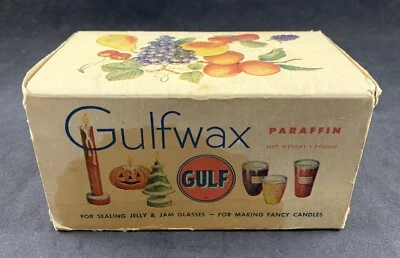 Gulfwax
PARAFFIN
NET WEIGHT 1 POUND
GULF
FOR SEALING JELLY & JAM GLASSES — FOR MAKING FANCY CANDLES